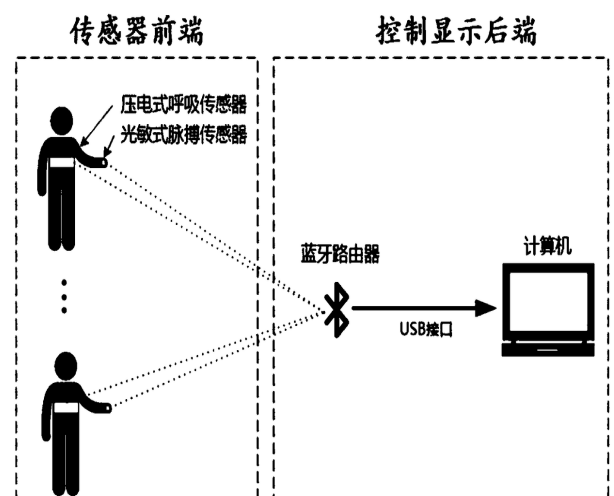 传感器前端
控制显示后端
压电式呼吸传感器
光敏式脉搏传感器
蓝牙路由器
计算机
USB接口